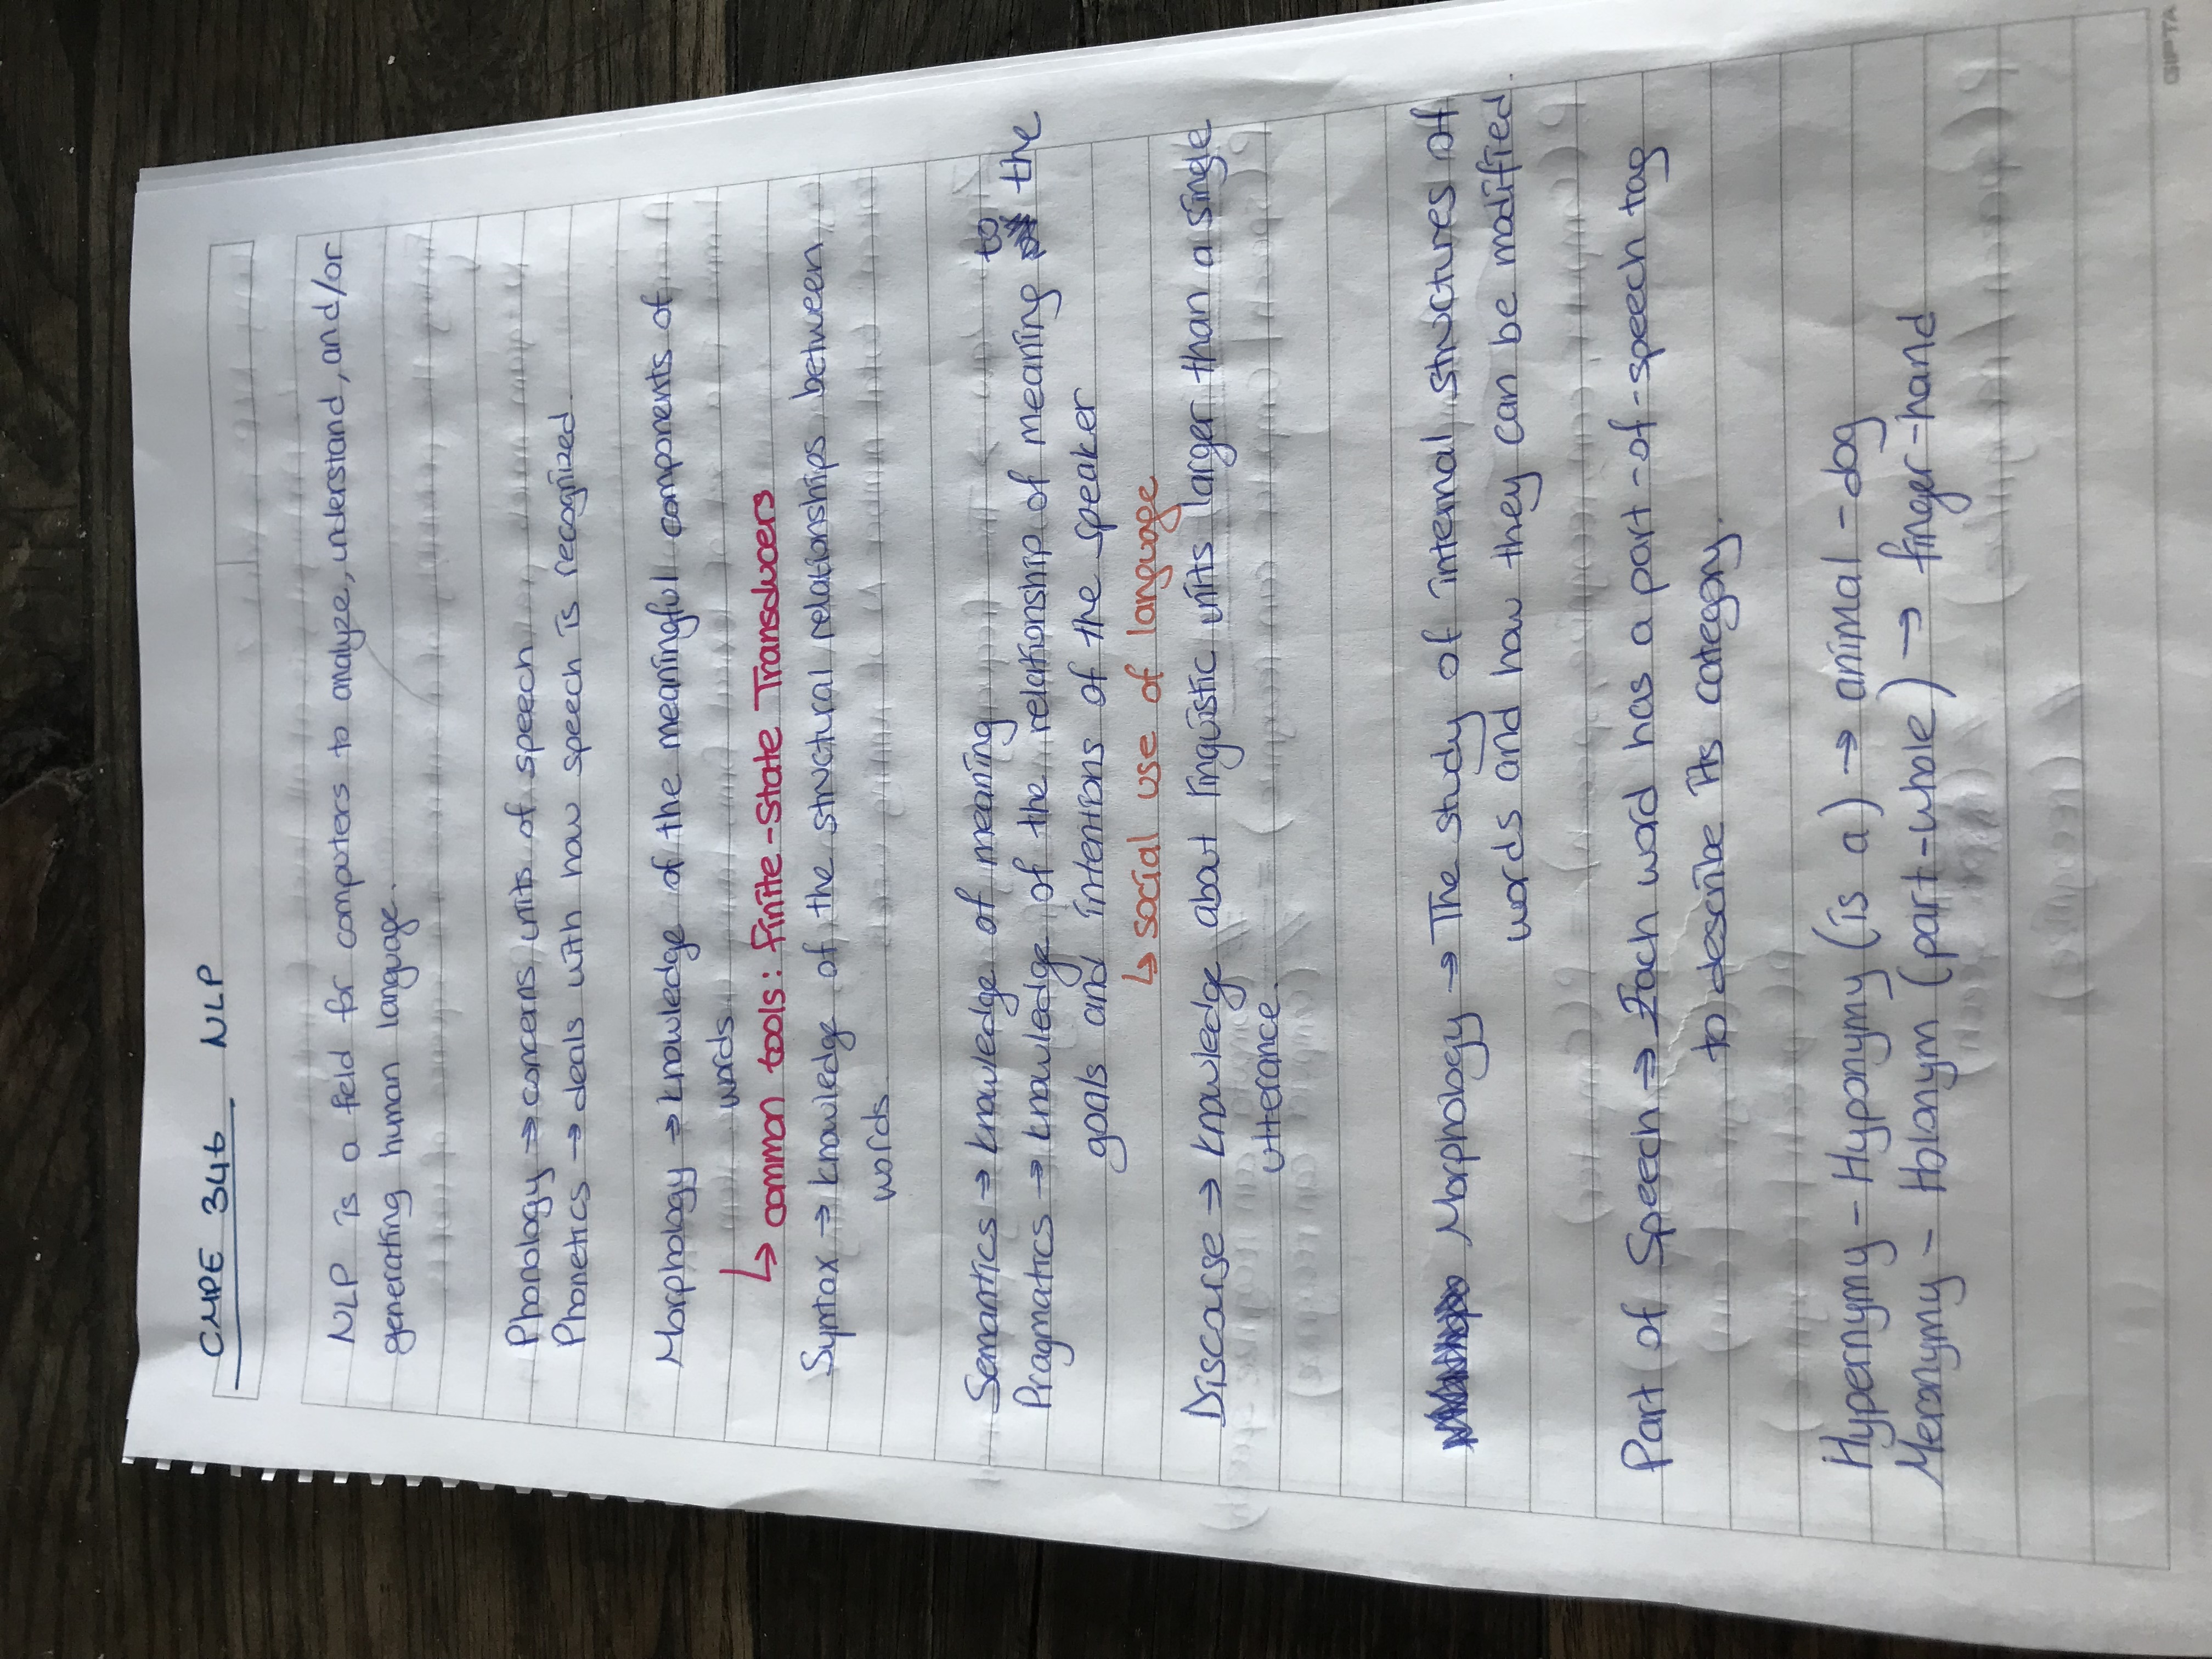 CMPE 346 NLP
NLP is a field for computers to analyze, understand, and/or
generating human language.
Phonology → concerns units of speech
Phonetics → deals with how speech is recognized.
Morphology → knowledge of the meaningful components of
words.
↳ common tools: Finite-State Transducers
Syntax → knowledge of the structural relationships between
words.
Semantics → knowledge of meaning
Pragmatics → knowledge of the relationship of meaning to the
goals and intentions of the speaker
↳ social use of language
Discourse → knowledge about linguistic units larger than a single
utterance.
Morphology → The study of internal structures of
words and how they can be modified.
Part of Speech → Each word has a part-of-speech tag
to describe its category.
Hypernymy - Hyponymy (is a) → animal - dog
Meronymy - Holonym (part-whole) → finger-hand
GIPTA